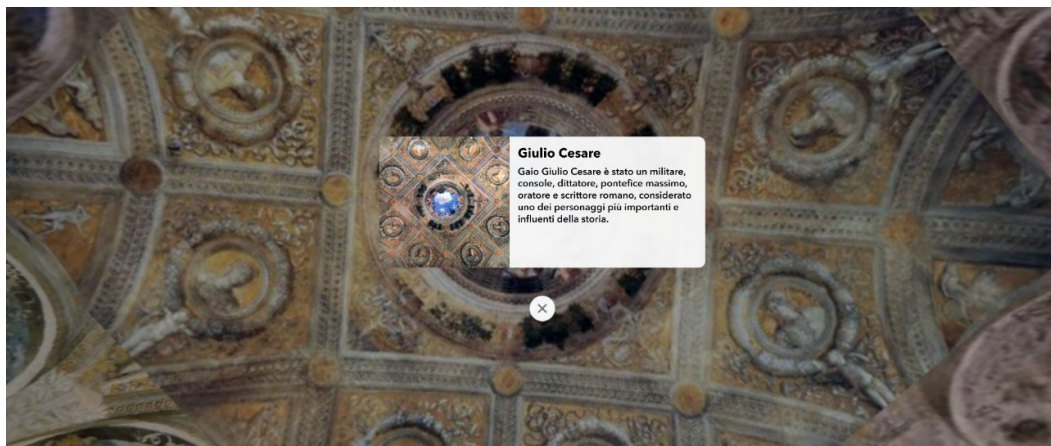 Giulio Cesare
Gaio Giulio Cesare è stato un militare,
console, dittatore, pontefice massimo,
oratore e scrittore romano, considerato
uno dei personaggi più importanti e
influenti della storia.